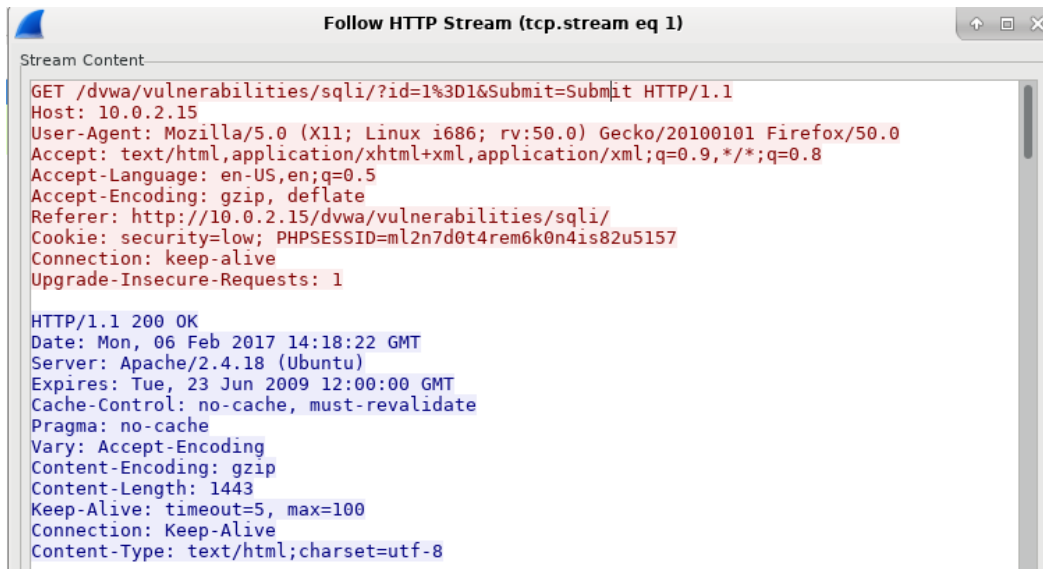 Follow HTTP Stream (tcp.stream eq 1)
Stream Content
GET /dvwa/vulnerabilities/sqli/?id=1%3D1&Submit=Submit HTTP/1.1
Host: 10.0.2.15
User-Agent: Mozilla/5.0 (X11; Linux i686; rv:50.0) Gecko/20100101 Firefox/50.0
Accept: text/html,application/xhtml+xml,application/xml;q=0.9,*/*;q=0.8
Accept-Language: en-US,en;q=0.5
Accept-Encoding: gzip, deflate
Referer: http://10.0.2.15/dvwa/vulnerabilities/sqli/
Cookie: security=low; PHPSESSID=ml2n7d0t4rem6k0n4is82u5157
Connection: keep-alive
Upgrade-Insecure-Requests: 1
HTTP/1.1 200 OK
Date: Mon, 06 Feb 2017 14:18:22 GMT
Server: Apache/2.4.18 (Ubuntu)
Expires: Tue, 23 Jun 2009 12:00:00 GMT
Cache-Control: no-cache, must-revalidate
Pragma: no-cache
Vary: Accept-Encoding
Content-Encoding: gzip
Content-Length: 1443
Keep-Alive: timeout=5, max=100
Connection: Keep-Alive
Content-Type: text/html;charset=utf-8